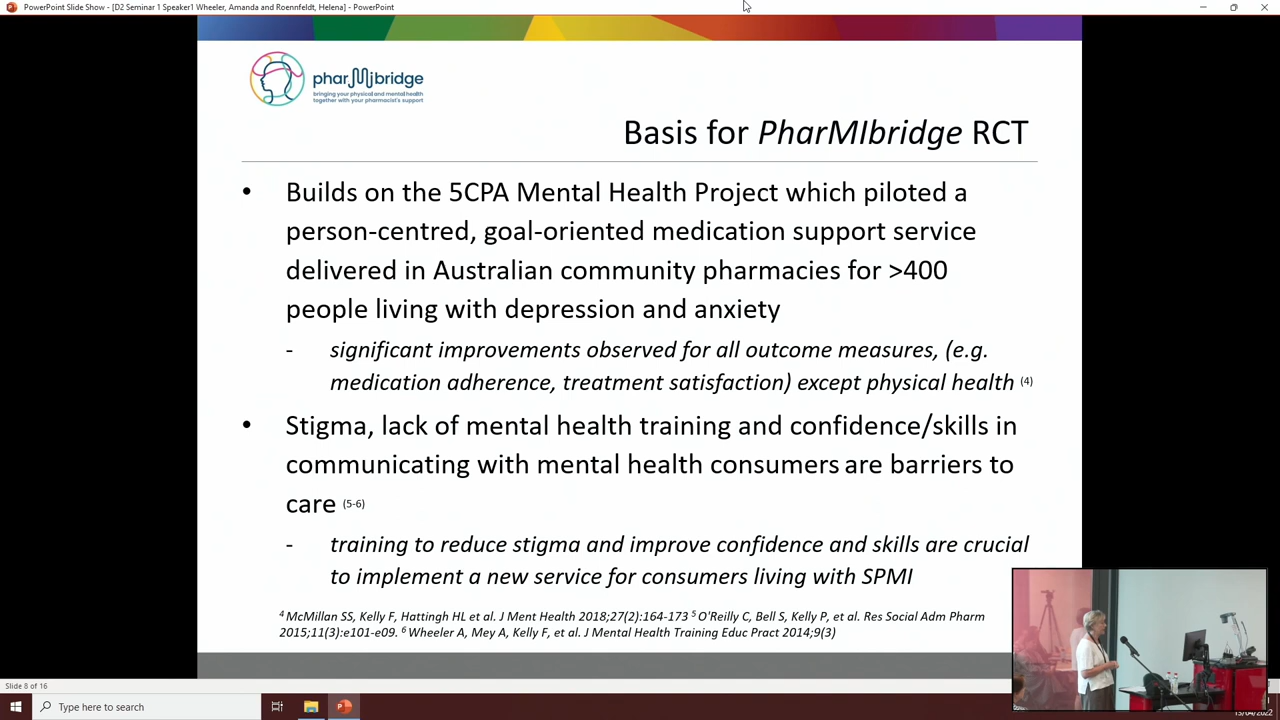 PowerPoint Slide Show - [D2 Seminar 1 Speaker1 Wheeler, Amanda and Roennfeldt, Helena] - PowerPoint
pharMIbridge
bringing your physical and mental health
together with your pharmacist's support
Basis for PharMIbridge RCT
• Builds on the 5CPA Mental Health Project which piloted a
person-centred, goal-oriented medication support service
delivered in Australian community pharmacies for >400
people living with depression and anxiety
- significant improvements observed for all outcome measures, (e.g.
medication adherence, treatment satisfaction) except physical health (4)
• Stigma, lack of mental health training and confidence/skills in
communicating with mental health consumers are barriers to
care (5-6)
- training to reduce stigma and improve confidence and skills are crucial
to implement a new service for consumers living with SPMI
4 McMillan SS, Kelly F, Hattingh HL et al. J Ment Health 2018;27(2):164-173 5 O'Reilly C, Bell S, Kelly P, et al. Res Social Adm Pharm
2015;11(3):e101-e09. 6 Wheeler A, Mey A, Kelly F, et al. J Mental Health Training Educ Pract 2014;9(3)
Slide 8 of 16
Type here to search
13/04/2022